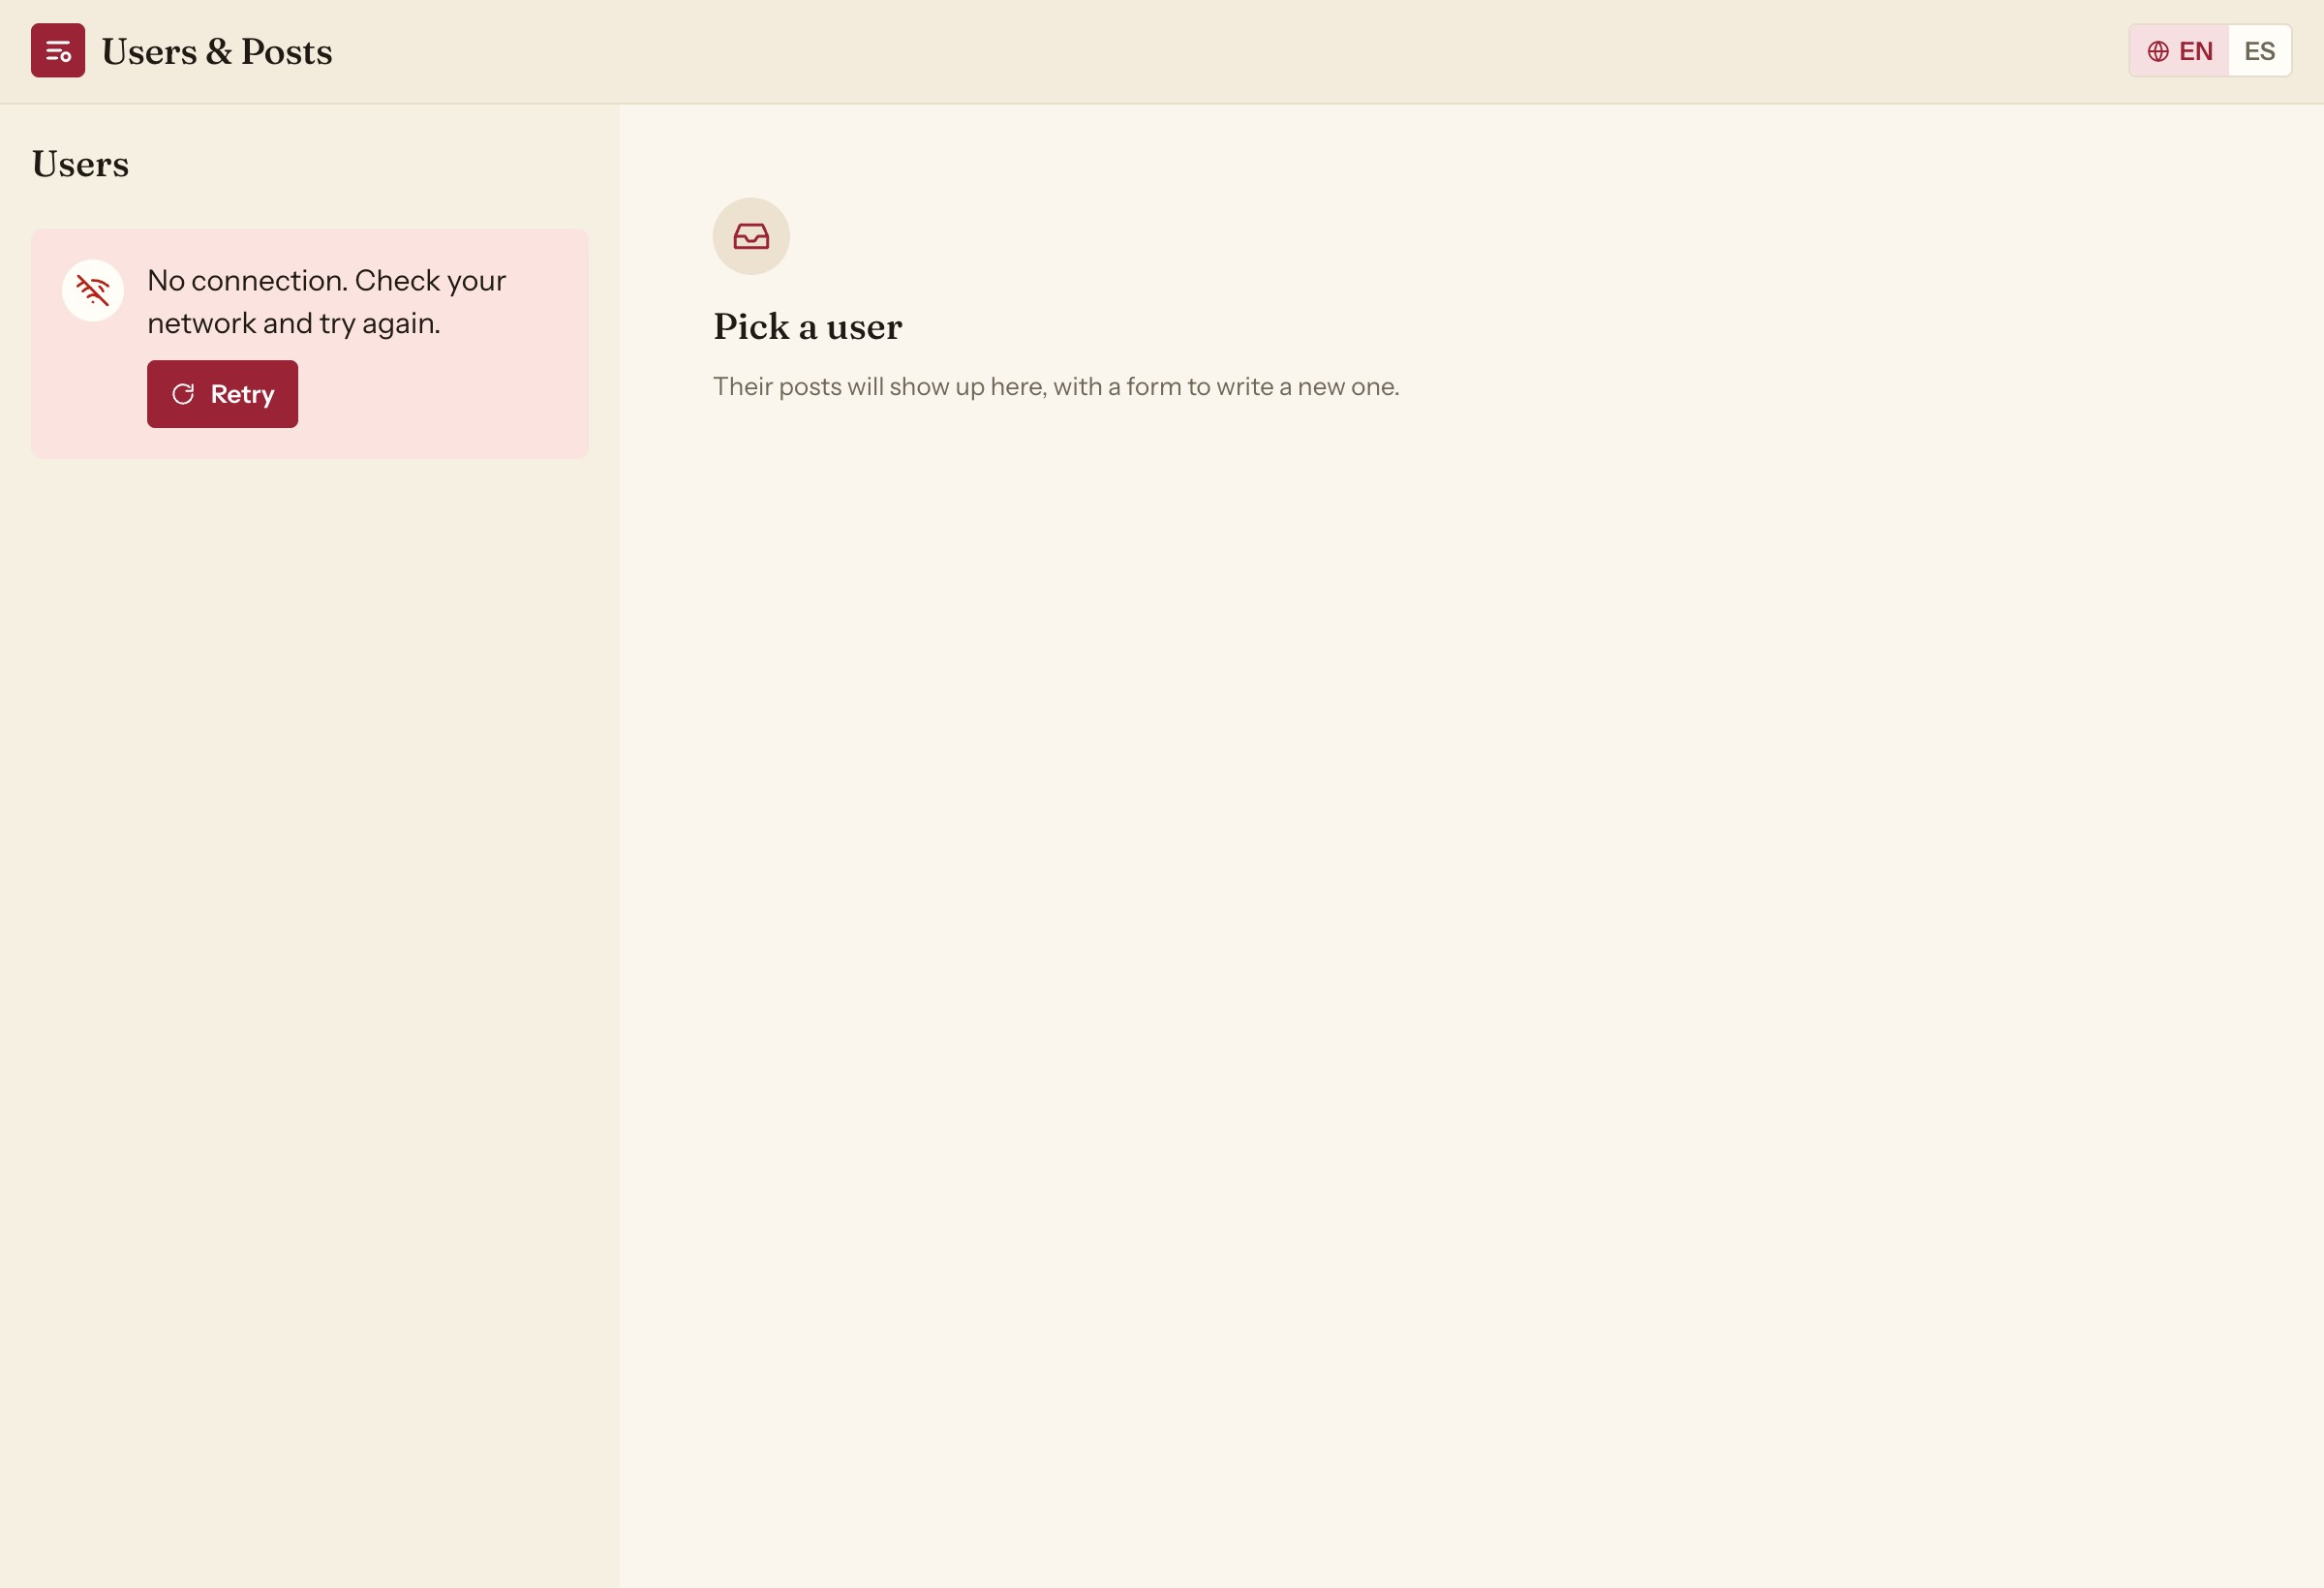 Users & Posts
EN
ES
Users
No connection. Check your
network and try again.
Retry
Pick a user
Their posts will show up here, with a form to write a new one.